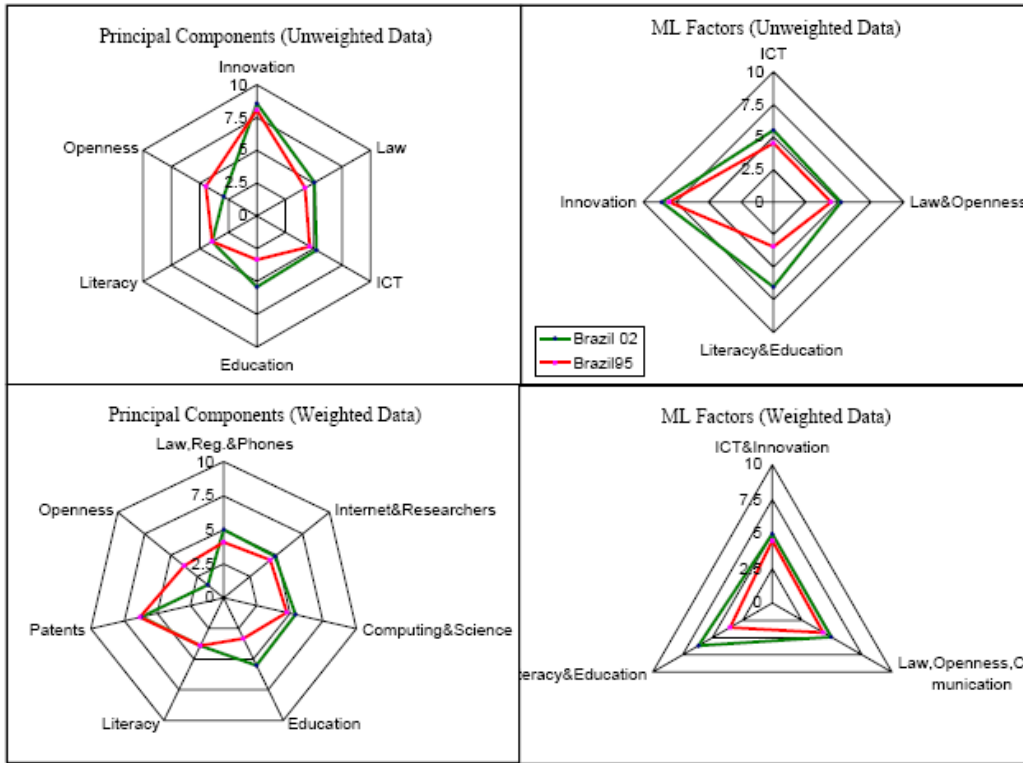 Principal Components (Unweighted Data)
Innovation
10
7.5
5
2.5
0
Openness
Law
Literacy
ICT
Education
ML Factors (Unweighted Data)
ICT
10
7.5
5
2.5
0
Innovation
Law&Openness
Literacy&Education
Brazil 02
Brazil95
Principal Components (Weighted Data)
Law,Reg.&Phones
10
7.5
5
2.5
0
Openness
Internet&Researchers
Patents
Computing&Science
Literacy
Education
ML Factors (Weighted Data)
ICT&Innovation
10
7.5
5
2.5
0
teracy&Education
Law,Openness,C
munication